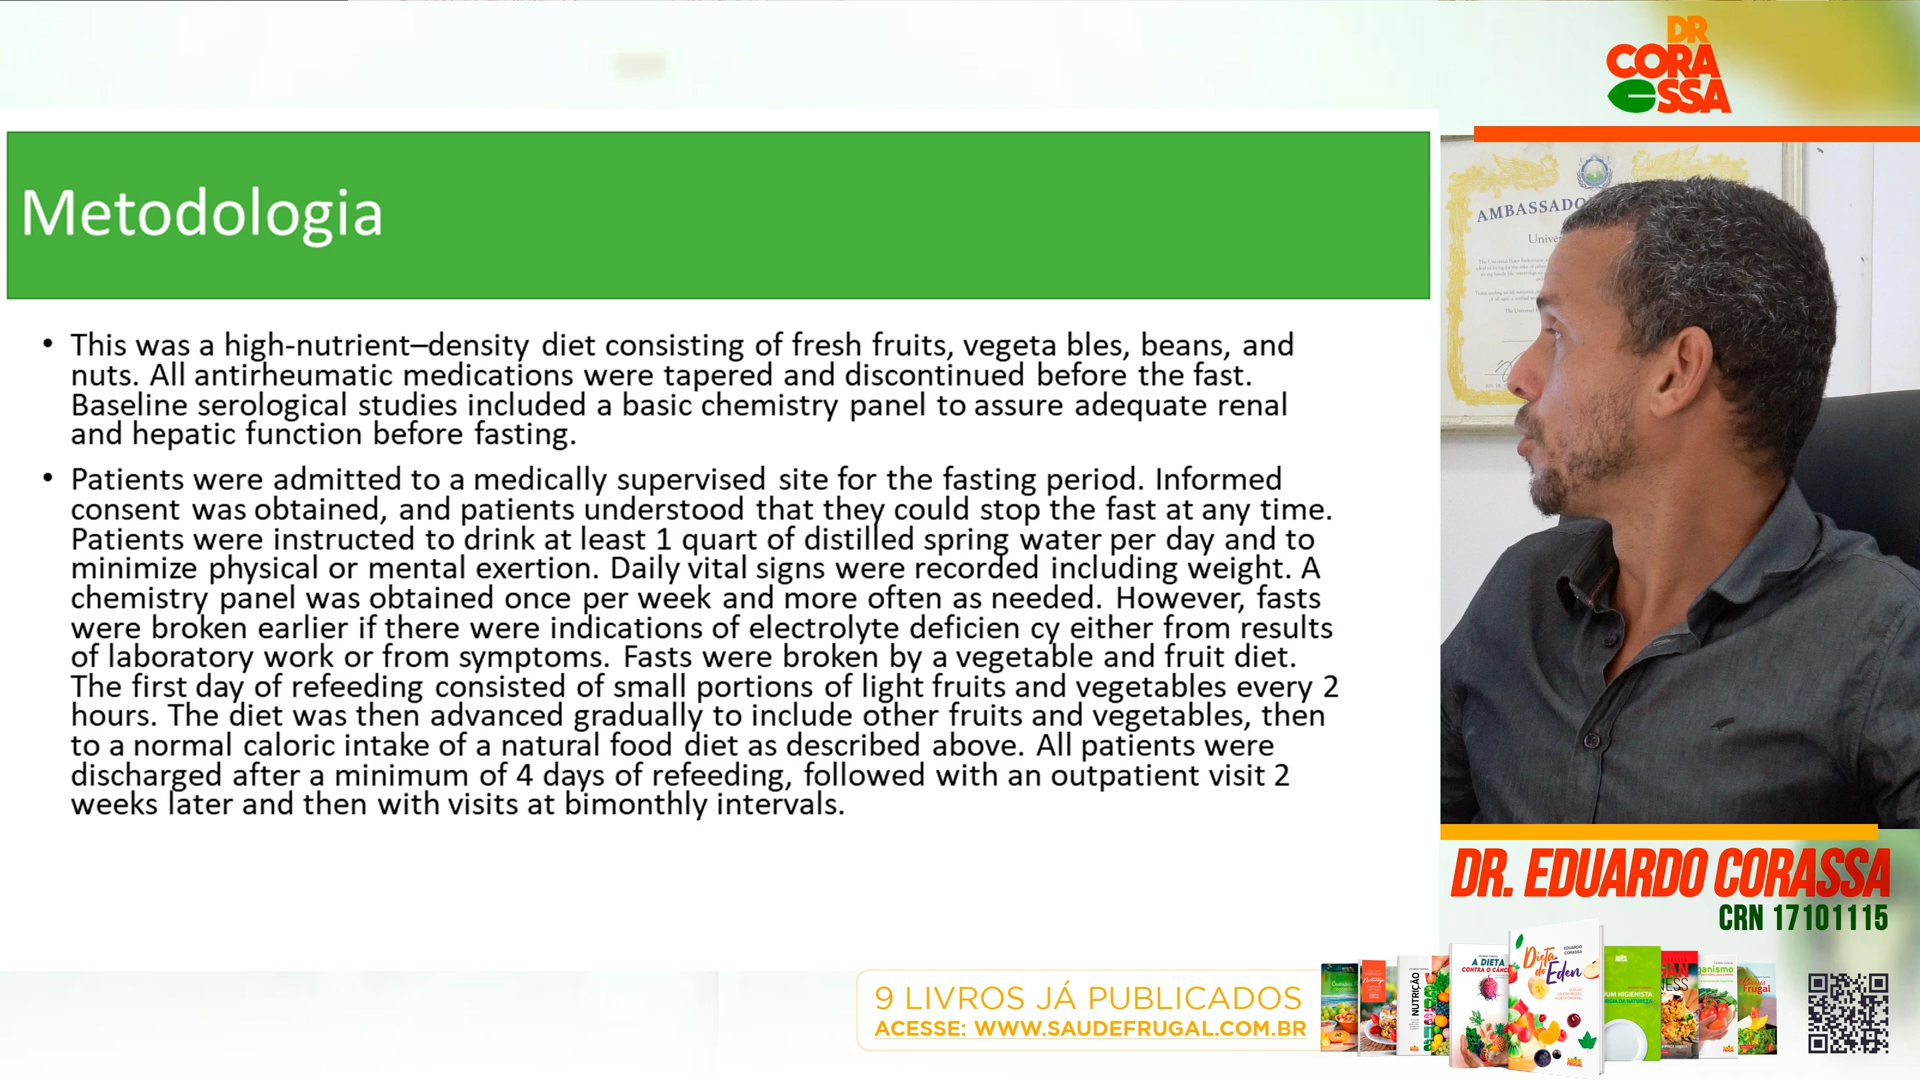 DR
CORA
SSA
Metodologia
• This was a high-nutrient–density diet consisting of fresh fruits, vegeta bles, beans, and
nuts. All antirheumatic medications were tapered and discontinued before the fast.
Baseline serological studies included a basic chemistry panel to assure adequate renal
and hepatic function before fasting.
• Patients were admitted to a medically supervised site for the fasting period. Informed
consent was obtained, and patients understood that they could stop the fast at any time.
Patients were instructed to drink at least 1 quart of distilled spring water per day and to
minimize physical or mental exertion. Daily vital signs were recorded including weight. A
chemistry panel was obtained once per week and more often as needed. However, fasts
were broken earlier if there were indications of electrolyte deficien cy either from results
of laboratory work or from symptoms. Fasts were broken by a vegetable and fruit diet.
The first day of refeeding consisted of small portions of light fruits and vegetables every 2
hours. The diet was then advanced gradually to include other fruits and vegetables, then
to a normal caloric intake of a natural food diet as described above. All patients were
discharged after a minimum of 4 days of refeeding, followed with an outpatient visit 2
weeks later and then with visits at bimonthly intervals.
AMBASSADO
Unive
DR. EDUARDO CORASSA
CRN 17101115
9 LIVROS JÁ PUBLICADOS
ACESSE: WWW.SAUDEFRUGAL.COM.BR
NUTRIÇÃO
A DIETA
CONTRA O CÂNC
EDUARDO
CORASSA
Dieta
do
Eden
UM HIGIENISTA
ganismo
Frugal